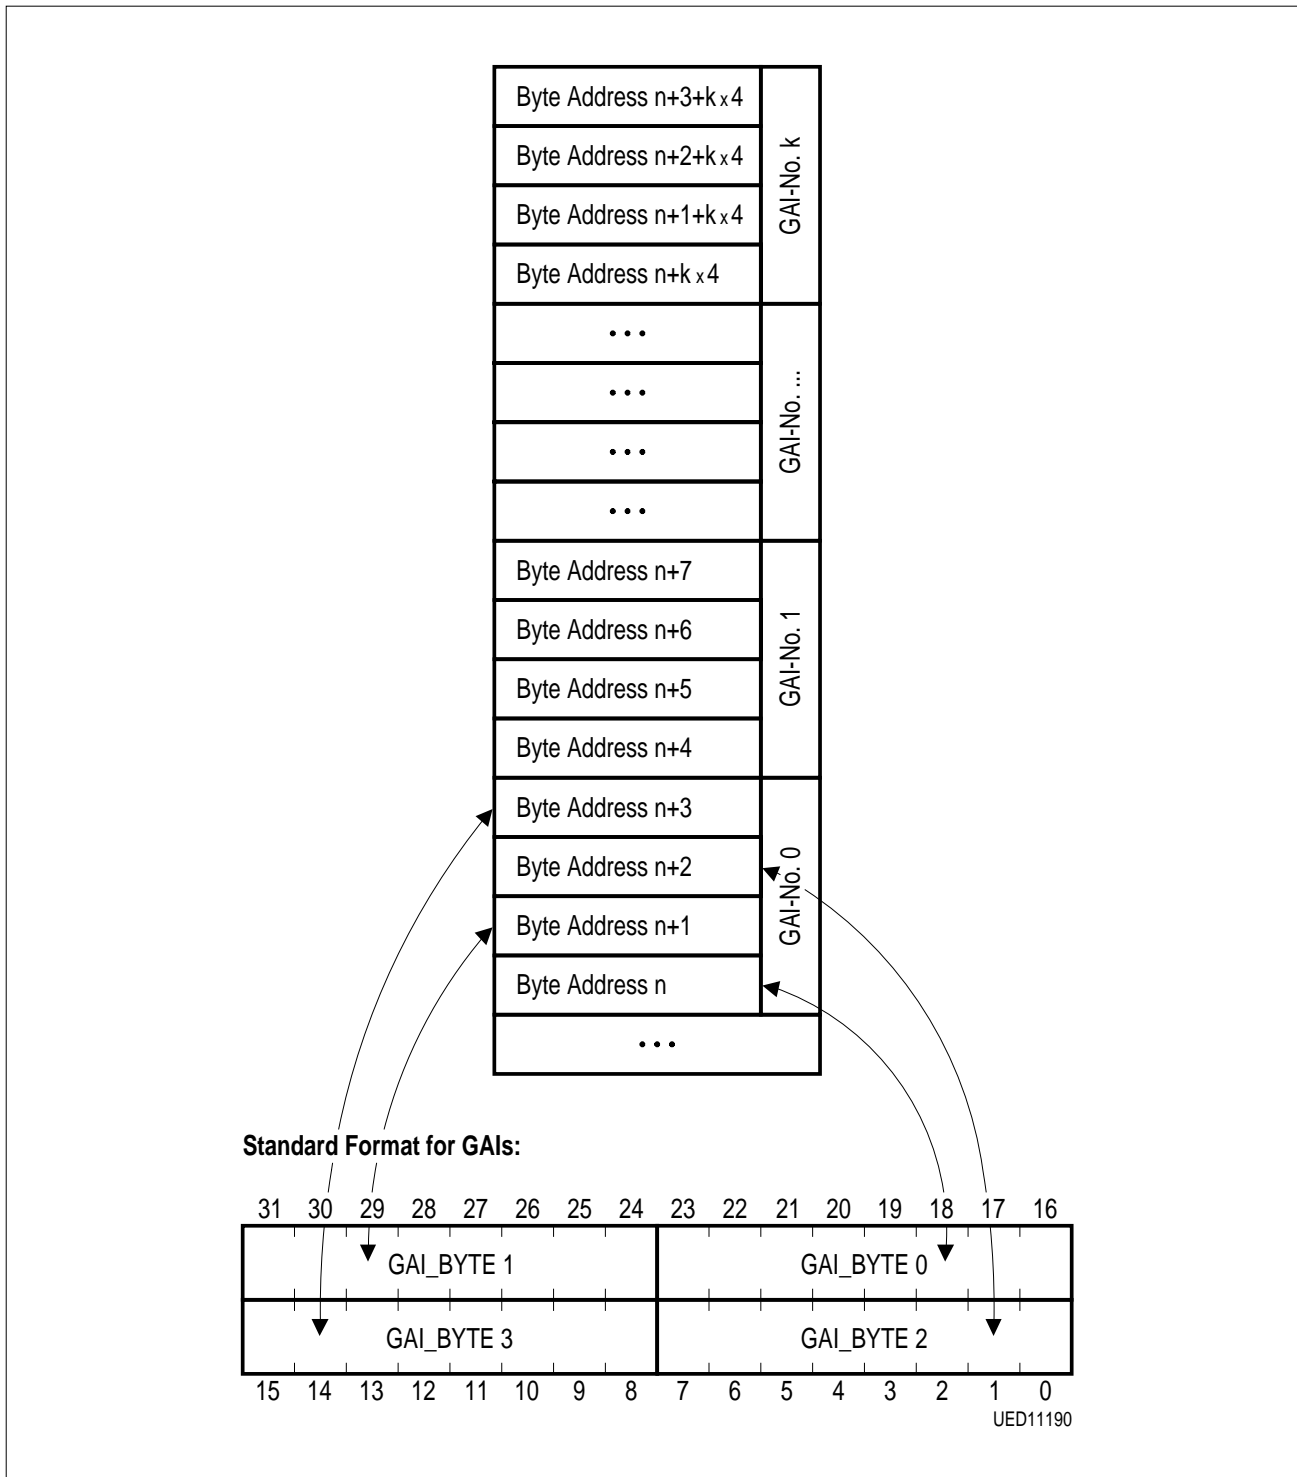 Byte Address n+3+k x 4
Byte Address n+2+k x 4
Byte Address n+1+k x 4
Byte Address n+k x 4
GAI-No. k
• • •
• • •
• • •
• • •
GAI-No. ...
Byte Address n+7
Byte Address n+6
Byte Address n+5
Byte Address n+4
GAI-No. 1
Byte Address n+3
Byte Address n+2
Byte Address n+1
Byte Address n
GAI-No. 0
• • •
Standard Format for GAIs:
31 30 29 28 27 26 25 24 23 22 21 20 19 18 17 16
GAI_BYTE 1 GAI_BYTE 0
GAI_BYTE 3 GAI_BYTE 2
15 14 13 12 11 10 9 8 7 6 5 4 3 2 1 0
UED11190